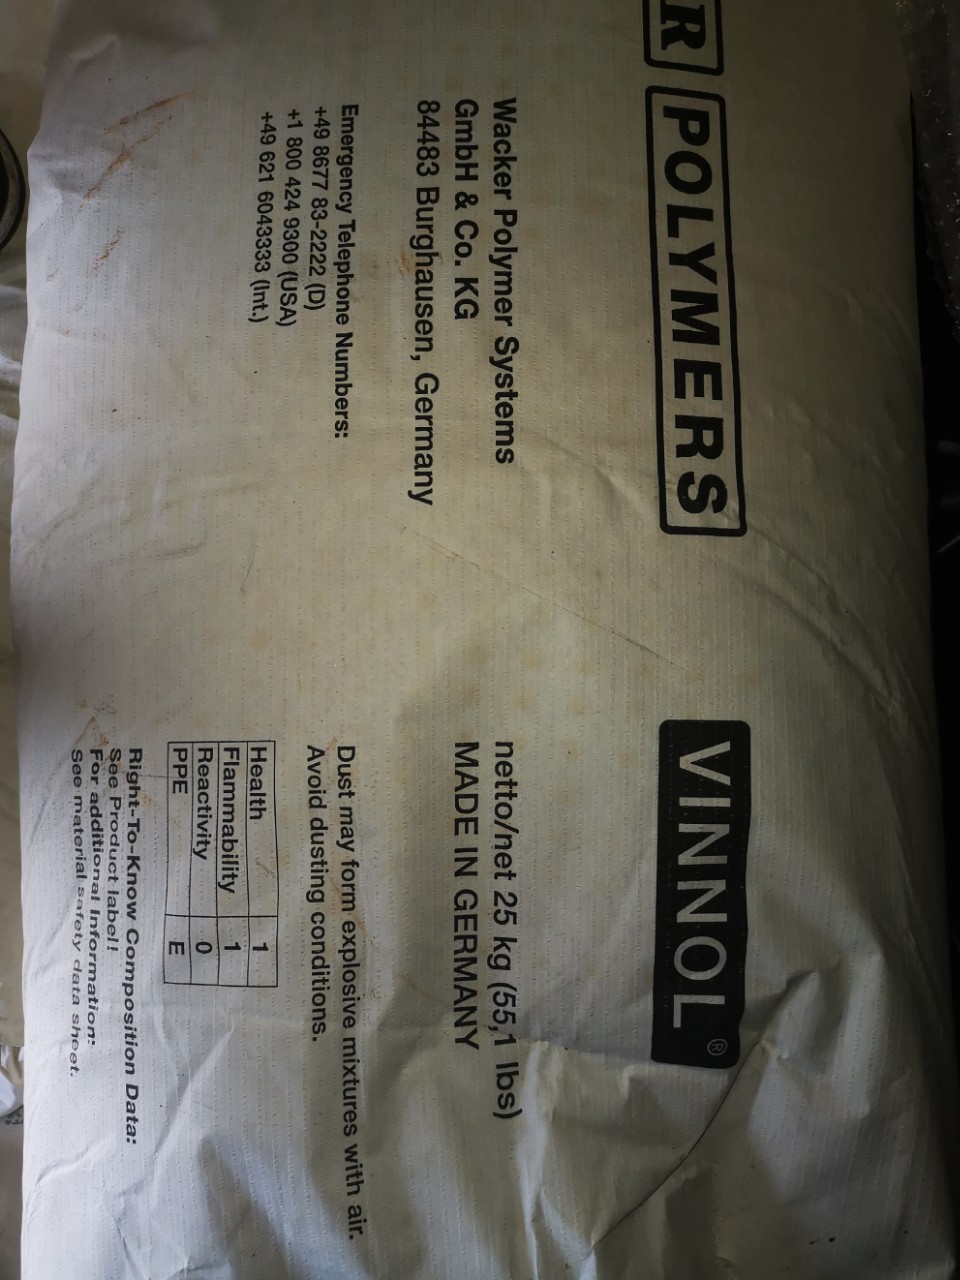 R POLYMERS
VINNOL ®
Wacker Polymer Systems
GmbH & Co. KG
84483 Burghausen, Germany
netto/net 25 kg (55,1 lbs)
MADE IN GERMANY
Emergency Telephone Numbers:
+49 8677 83-2222 (D)
+1 800 424 9300 (USA)
+49 621 6043333 (Int.)
Dust may form explosive mixtures with air.
Avoid dusting conditions.
Health 1
Flammability 1
Reactivity 0
PPE E
Right-To-Know Composition Data:
See Product label!
For additional Information:
See material safety data sheet.